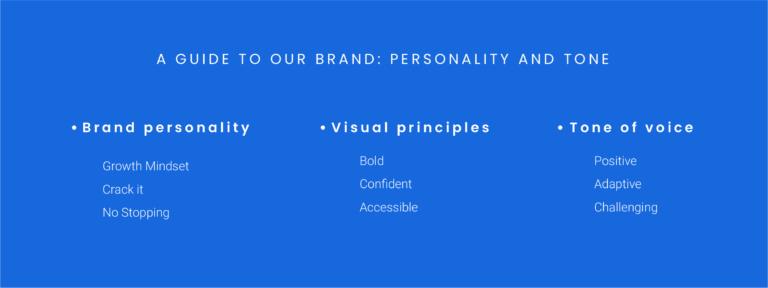 A GUIDE TO OUR BRAND: PERSONALITY AND TONE
• Brand personality
Growth Mindset
Crack it
No Stopping
• Visual principles
Bold
Confident
Accessible
• Tone of voice
Positive
Adaptive
Challenging